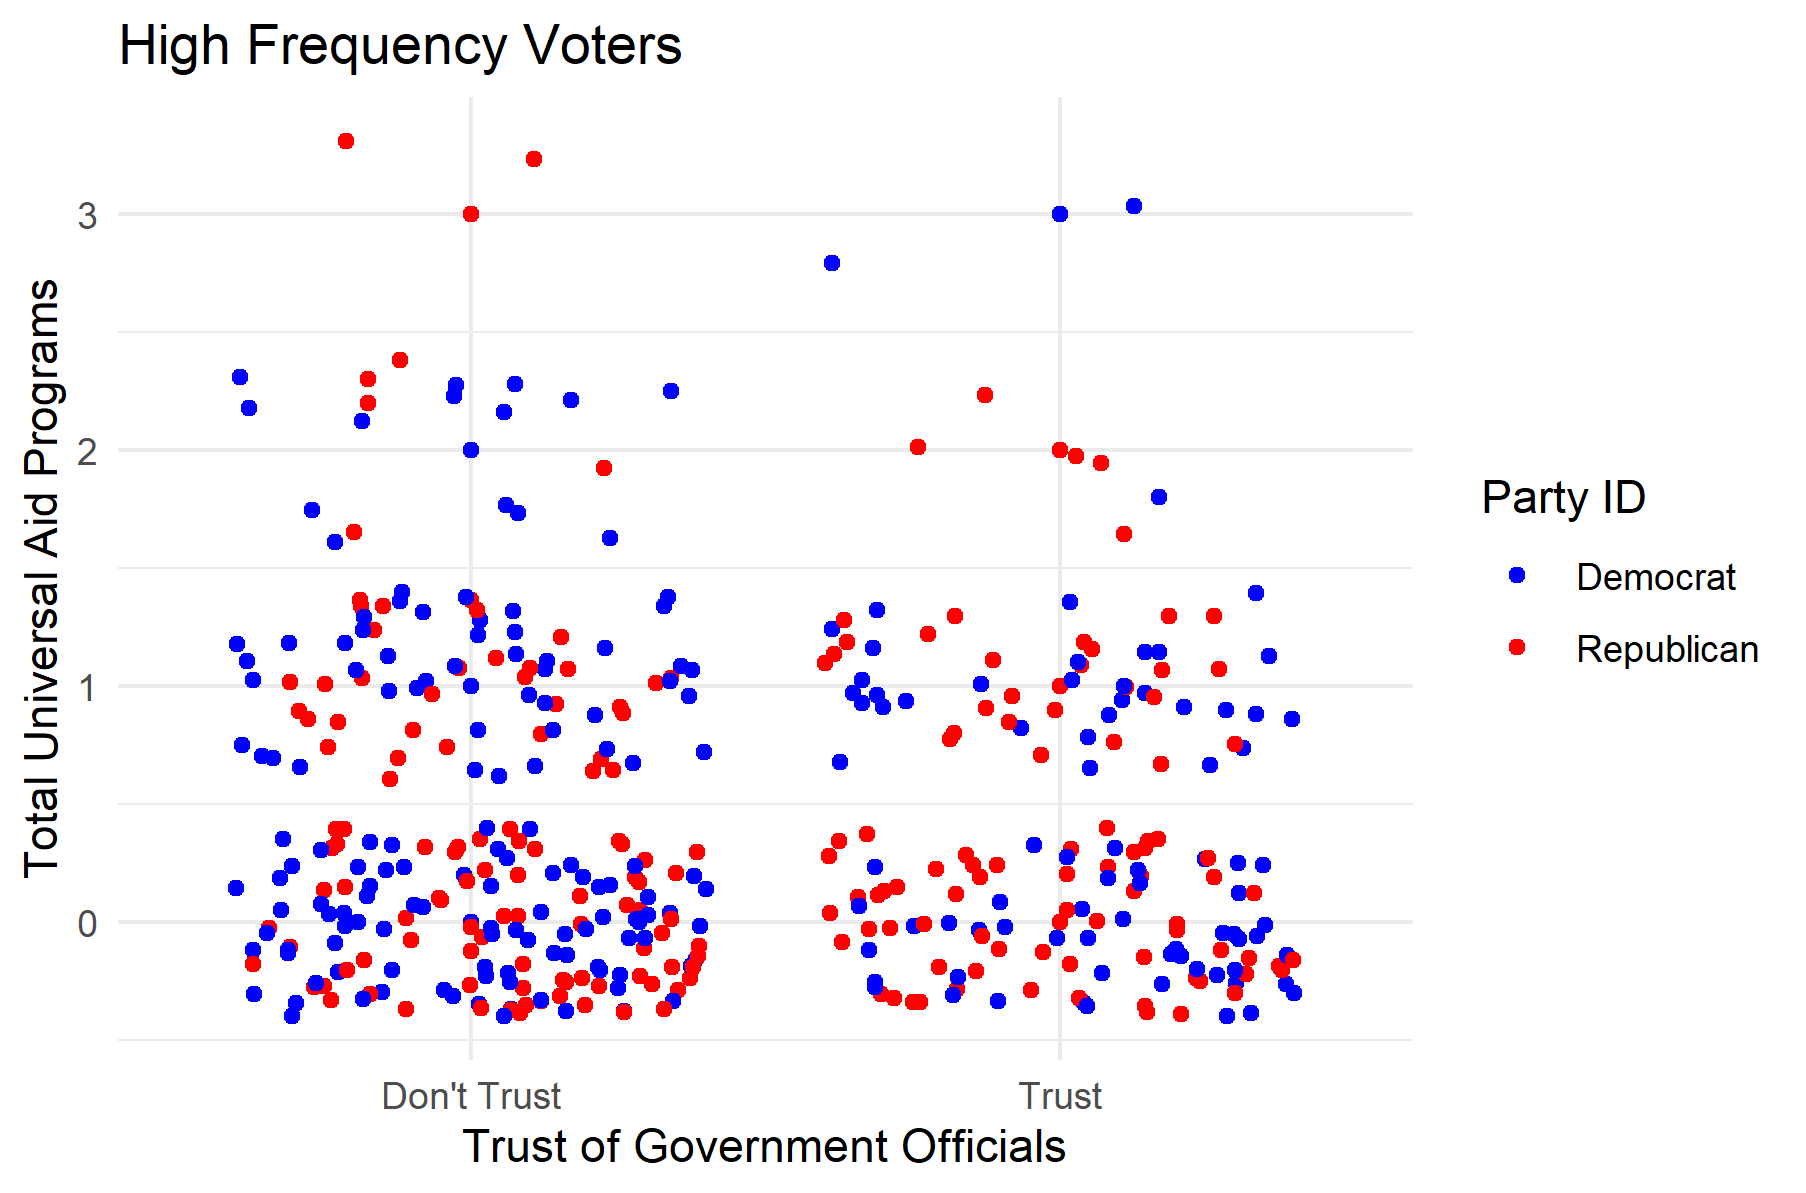 High Frequency Voters
Total Universal Aid Programs
3
2
1
0
Don't Trust
Trust
Trust of Government Officials
Party ID
Democrat
Republican